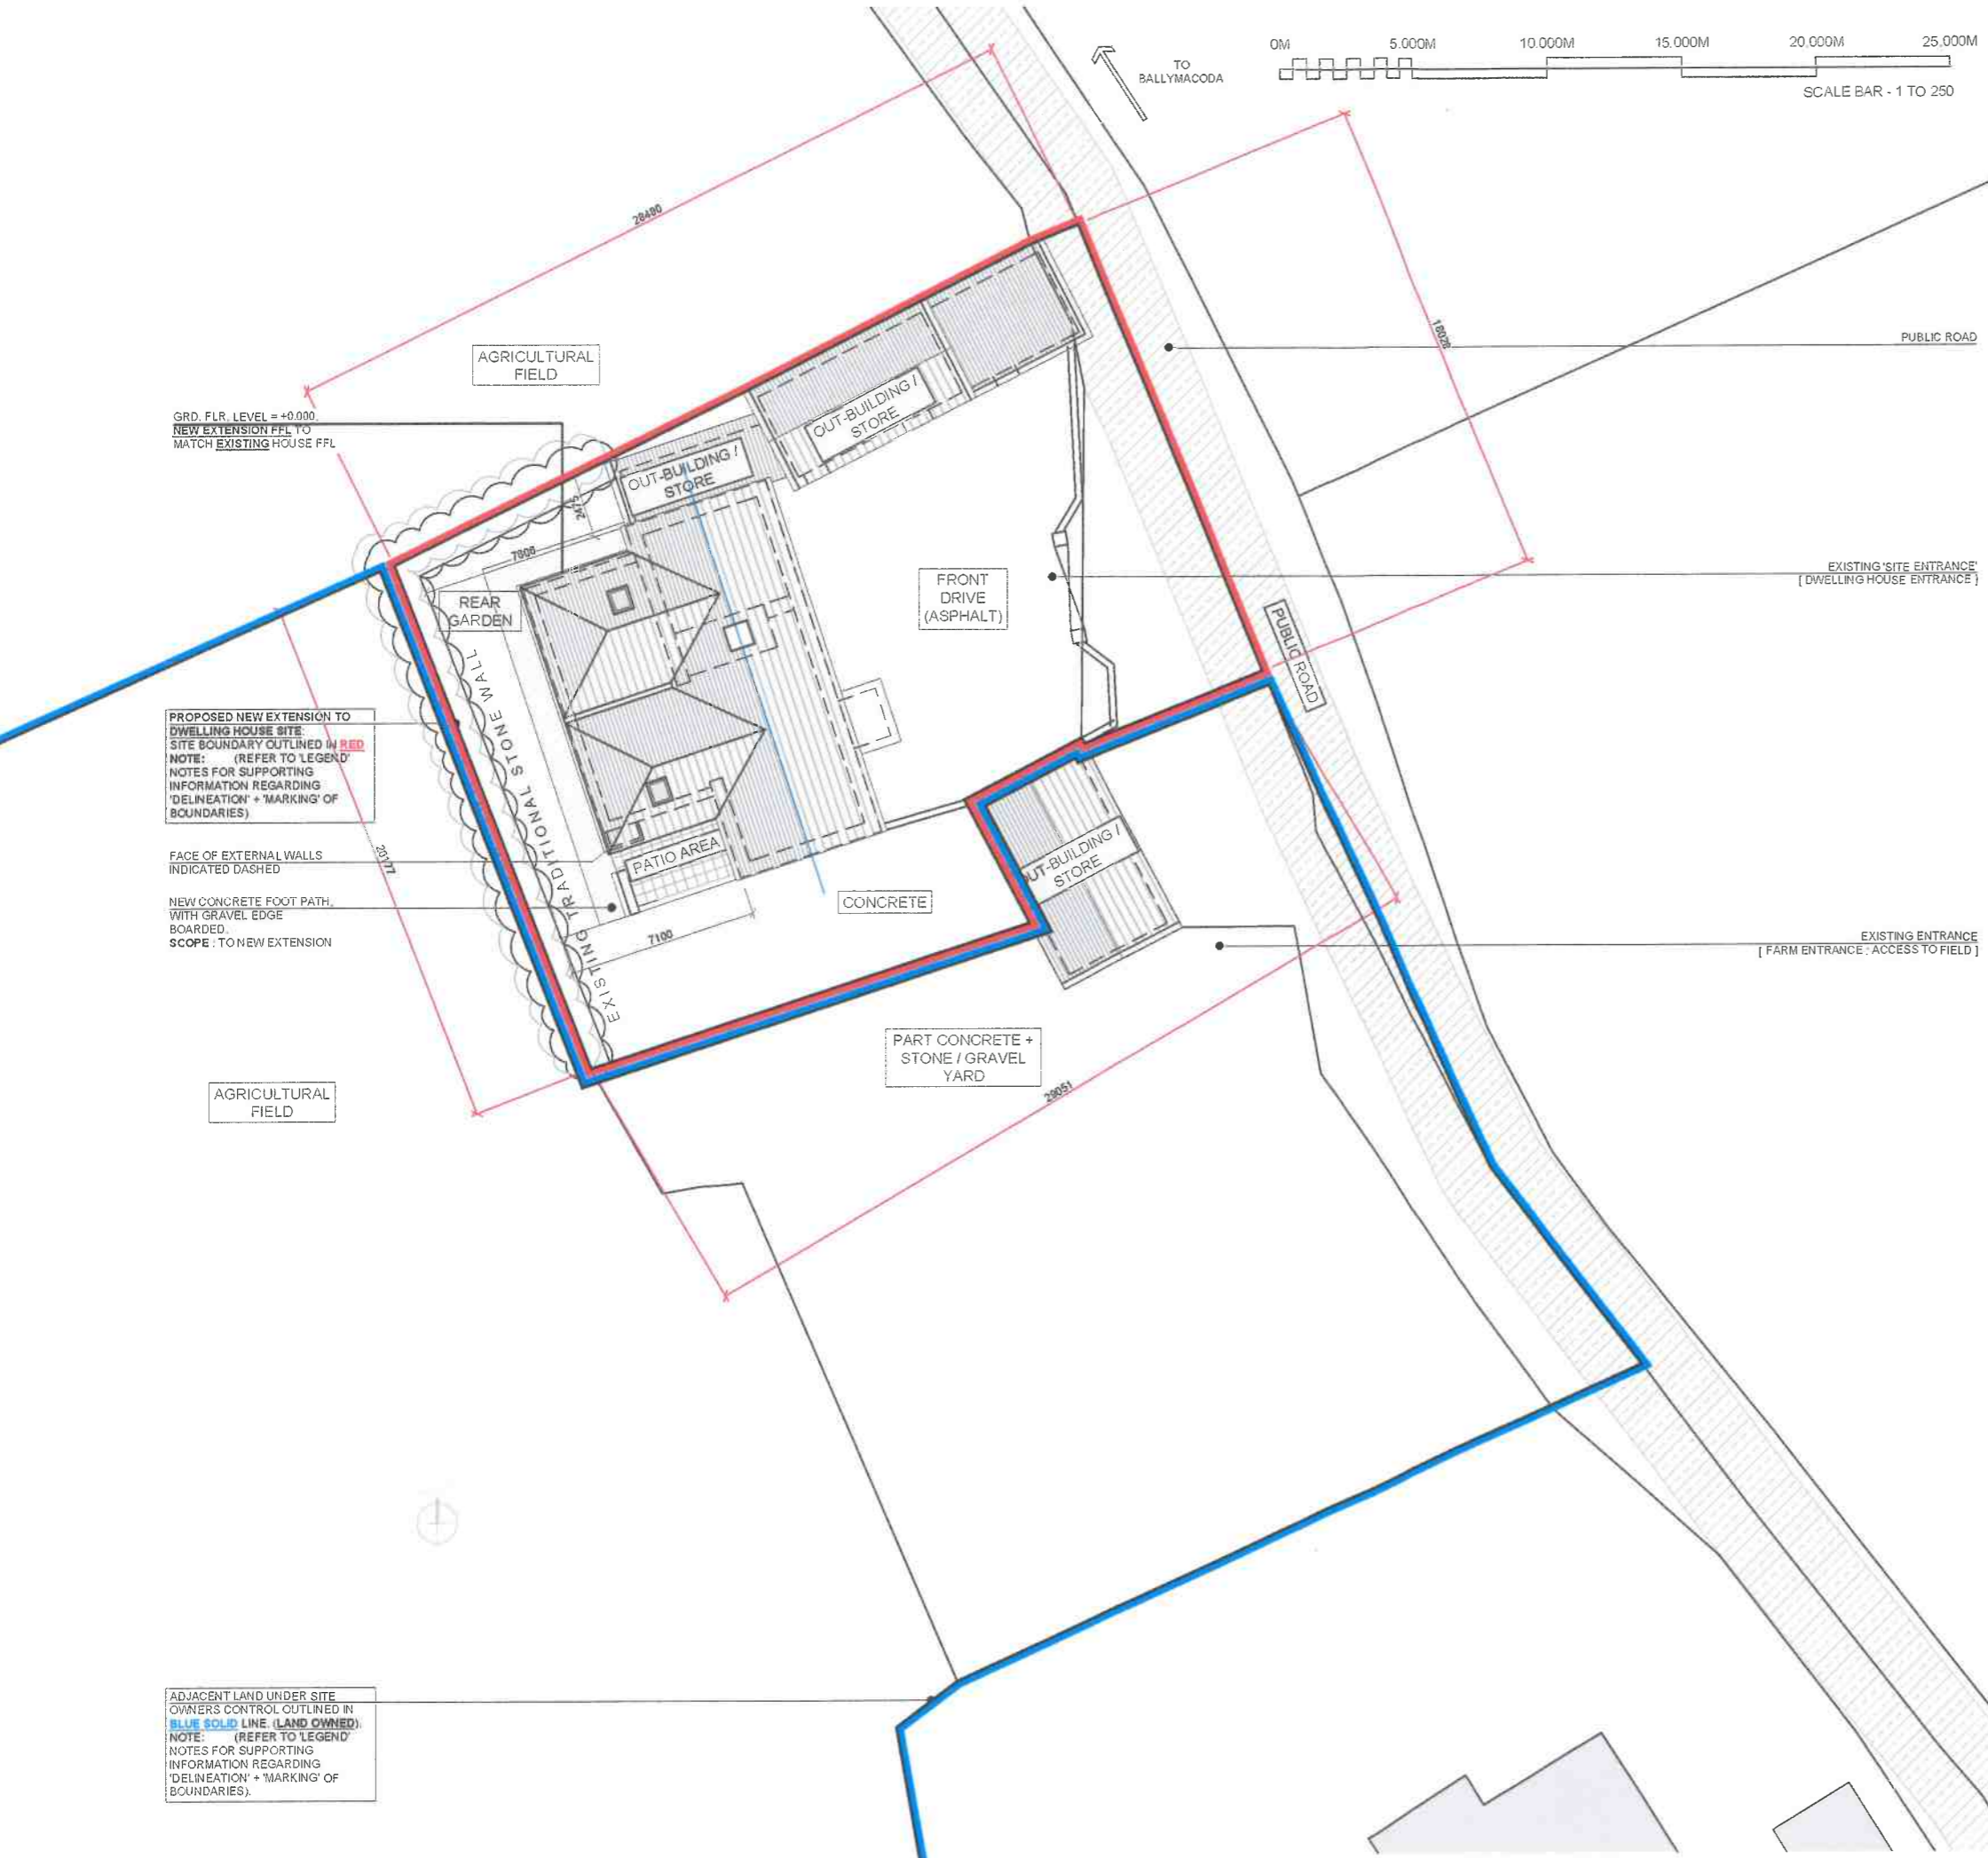 0M 5.000M 10.000M 15.000M 20,000M 25,000M
SCALE BAR - 1 TO 250
TO
BALLYMACODA
28490
18028
PUBLIC ROAD
AGRICULTURAL
FIELD
GRD. FLR. LEVEL = +0.000.
NEW EXTENSION FFL TO
MATCH EXISTING HOUSE FFL
OUT-BUILDING /
STORE
OUT-BUILDING /
STORE
2475
7600
REAR
GARDEN
FRONT
DRIVE
(ASPHALT)
EXISTING 'SITE ENTRANCE'
[ DWELLING HOUSE ENTRANCE ]
PUBLIC ROAD
PROPOSED NEW EXTENSION TO
DWELLING HOUSE SITE:
SITE BOUNDARY OUTLINED IN RED
NOTE: (REFER TO 'LEGEND'
NOTES FOR SUPPORTING
INFORMATION REGARDING
'DELINEATION' + 'MARKING' OF
BOUNDARIES)
EXISTING TRADITIONAL STONE WALL
20177
FACE OF EXTERNAL WALLS
INDICATED DASHED
PATIO AREA
OUT-BUILDING /
STORE
NEW CONCRETE FOOT PATH,
WITH GRAVEL EDGE
BOARDED.
SCOPE : TO NEW EXTENSION
CONCRETE
7100
EXISTING ENTRANCE
[ FARM ENTRANCE : ACCESS TO FIELD ]
PART CONCRETE +
STONE / GRAVEL
YARD
29051
AGRICULTURAL
FIELD
ADJACENT LAND UNDER SITE
OWNERS CONTROL OUTLINED IN
BLUE SOLID LINE. (LAND OWNED).
NOTE: (REFER TO 'LEGEND'
NOTES FOR SUPPORTING
INFORMATION REGARDING
'DELINEATION' + 'MARKING' OF
BOUNDARIES).